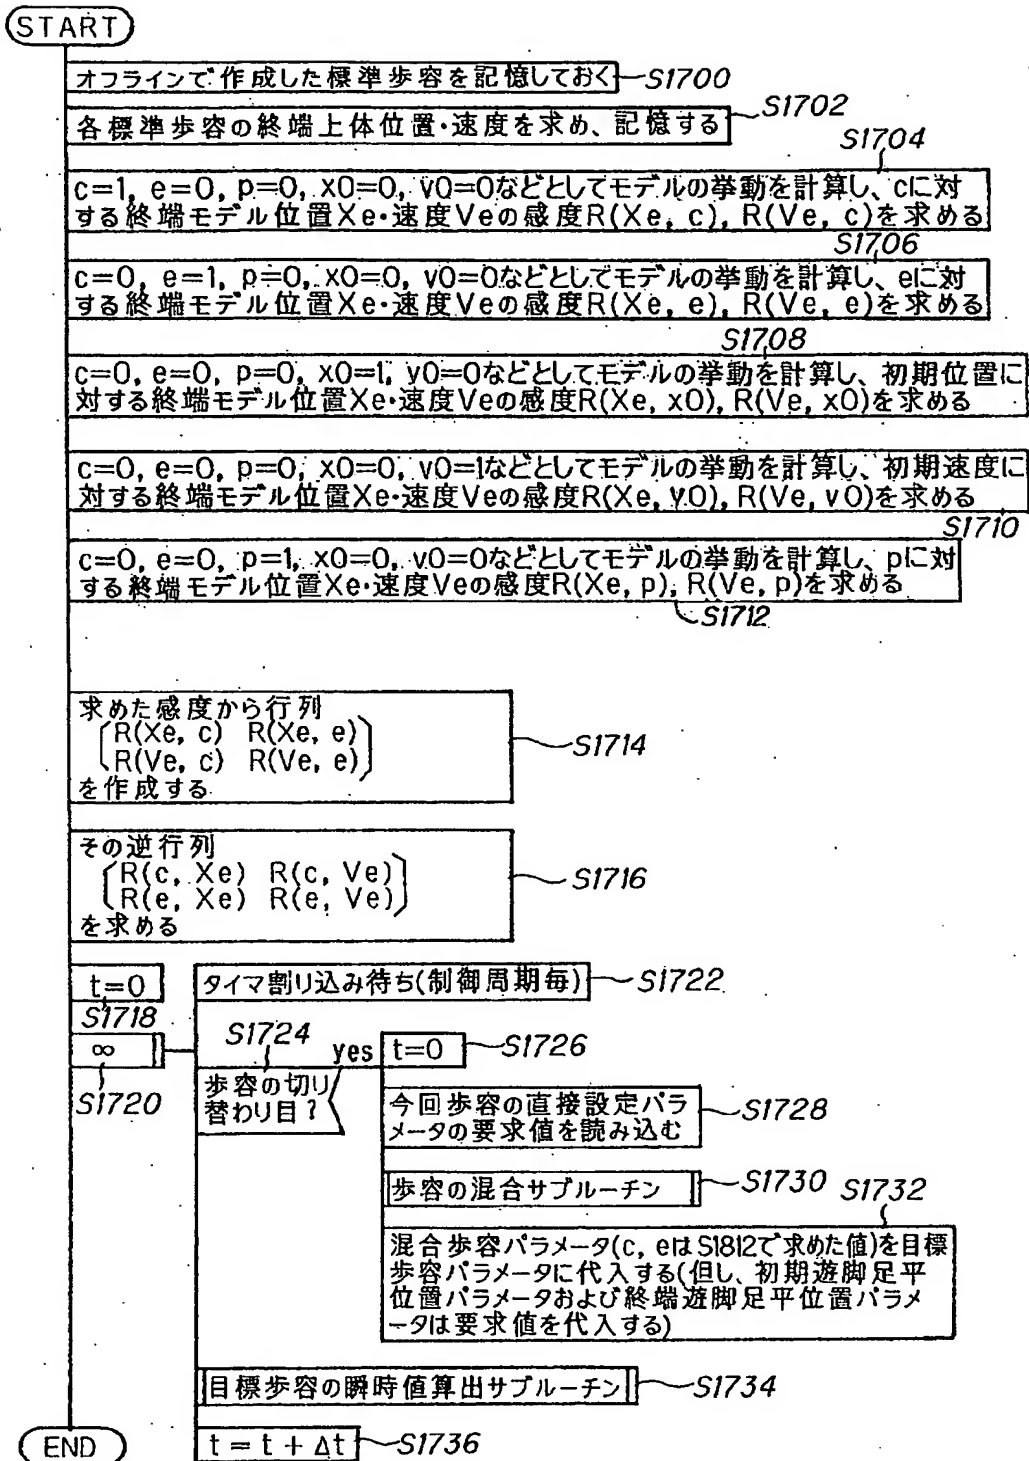 START
オフラインで作成した標準歩容を記憶しておく
S1700
各標準歩容の終端上体位置・速度を求め、記憶する
S1702
S1704
c=1, e=0, p=0, x0=0, v0=0などとしてモデルの挙動を計算し、cに対
する終端モデル位置Xe・速度Veの感度R(Xe, c), R(Ve, c)を求める
S1706
c=0, e=1, p=0, x0=0, v0=0などとしてモデルの挙動を計算し、eに対
する終端モデル位置Xe・速度Veの感度R(Xe, e), R(Ve, e)を求める
S1708
c=0, e=0, p=0, x0=1, v0=0などとしてモデルの挙動を計算し、初期位置に
対する終端モデル位置Xe・速度Veの感度R(Xe, x0), R(Ve, x0)を求める
c=0, e=0, p=0, x0=0, v0=1などとしてモデルの挙動を計算し、初期速度に
対する終端モデル位置Xe・速度Veの感度R(Xe, v0), R(Ve, v0)を求める
S1710
c=0, e=0, p=1, x0=0, v0=0などとしてモデルの挙動を計算し、pに対
する終端モデル位置Xe・速度Veの感度R(Xe, p), R(Ve, p)を求める
S1712
求めた感度から行列
R(Xe, c) R(Xe, e)
R(Ve, c) R(Ve, e)
を作成する
S1714
その逆行列
R(c, Xe) R(c, Ve)
R(e, Xe) R(e, Ve)
を求める
S1716
t=0
S1718
∞
S1720
タイマ割り込み待ち(制御周期毎)
S1722
S1724
歩容の切り
替わり目?
yes
t=0
S1726
今回歩容の直接設定パラ
メータの要求値を読み込む
S1728
歩容の混合サブルーチン
S1730
S1732
混合歩容パラメータ(c, eはS1812で求めた値)を目標
歩容パラメータに代入する(但し、初期遊脚足平
位置パラメータおよび終端遊脚足平位置パラメ
ータは要求値を代入する)
目標歩容の瞬時値算出サブルーチン
S1734
END
t = t + Δt
S1736